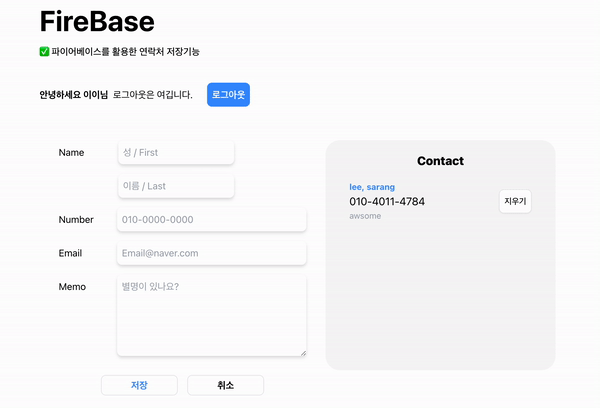 FireBase
✅ 파이어베이스를 활용한 연락처 저장기능
안녕하세요 이이님 로그아웃은 여깁니다. 로그아웃
Name 성 / First
이름 / Last
Number 010-0000-0000
Email Email@naver.com
Memo 별명이 있나요?
저장 취소
Contact
lee, sarang
010-4011-4784 지우기
awsome